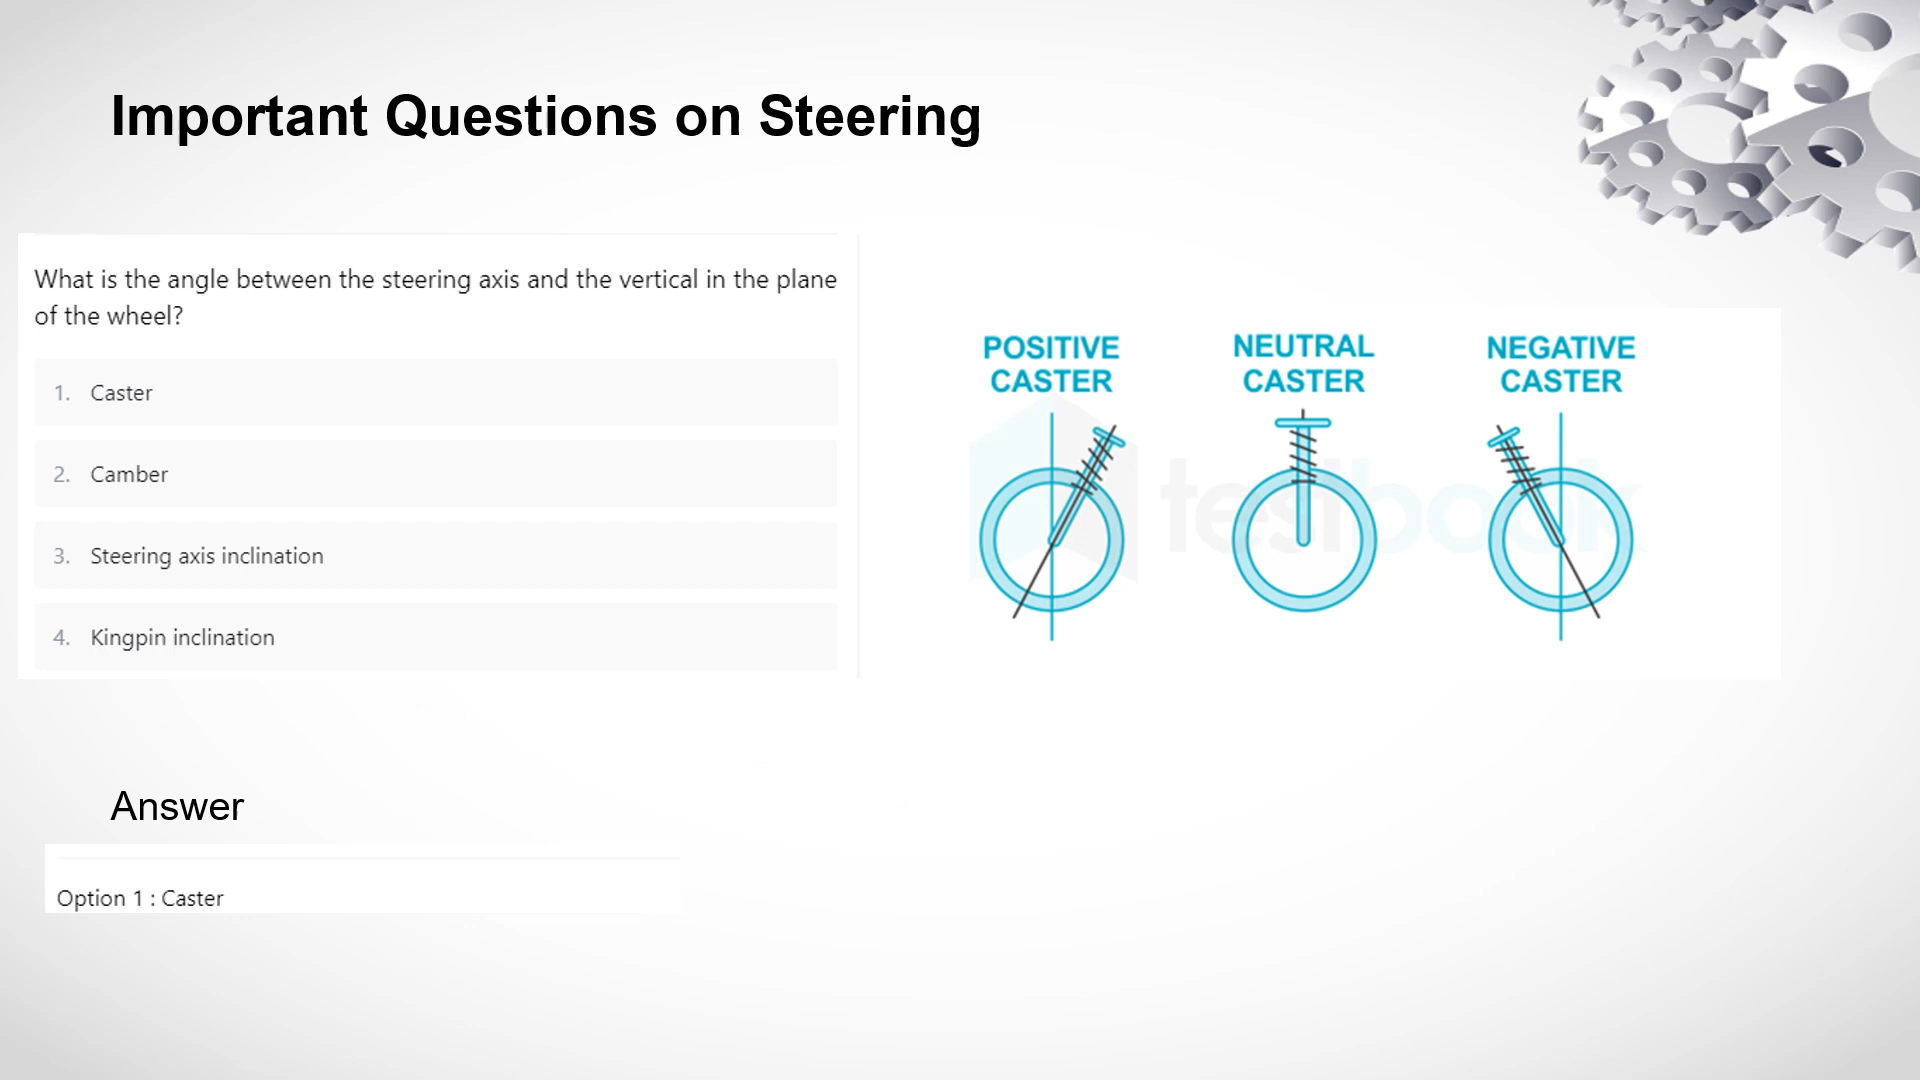 Important Questions on Steering
What is the angle between the steering axis and the vertical in the plane
of the wheel?
1. Caster
2. Camber
3. Steering axis inclination
4. Kingpin inclination
POSITIVE
CASTER
NEUTRAL
CASTER
NEGATIVE
CASTER
testbook
Answer
Option 1 : Caster